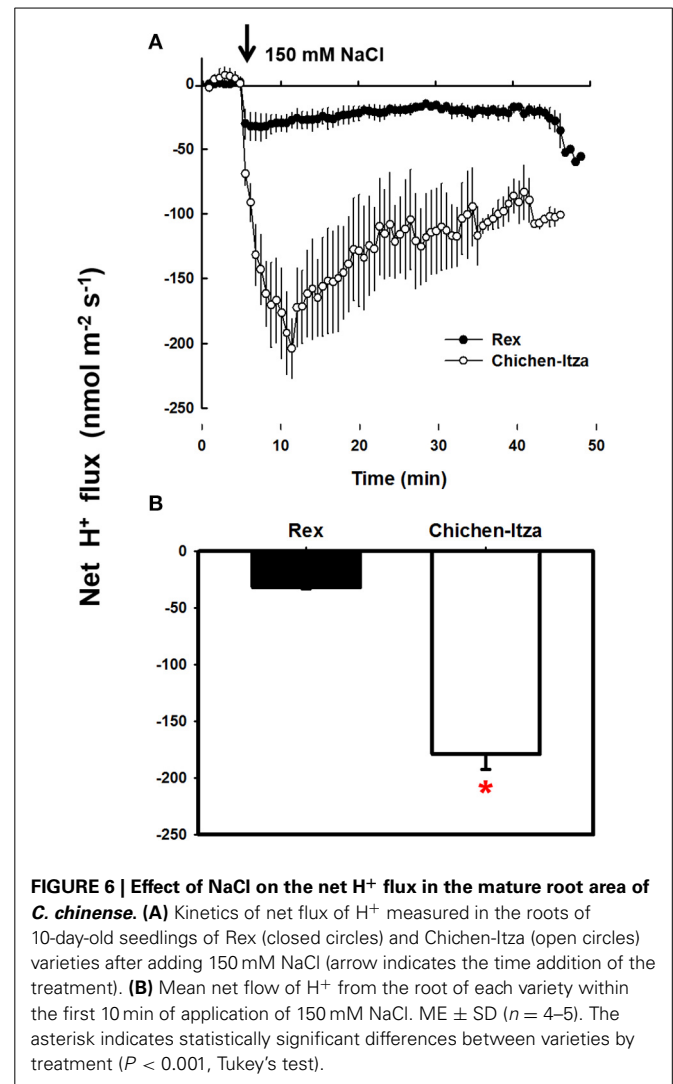 A
150 mM NaCl
0
-50
-100
-150
-200
-250
Rex
Chichen-Itza
0 10 20 30 40 50
Time (min)
Net H+ flux (nmol m-2 s-1)
B
Rex Chichen-Itza
0
-50
-100
-150
-200
-250
*
FIGURE 6 | Effect of NaCl on the net H+ flux in the mature root area of
C. chinense. (A) Kinetics of net flux of H+ measured in the roots of
10-day-old seedlings of Rex (closed circles) and Chichen-Itza (open circles)
varieties after adding 150 mM NaCl (arrow indicates the time addition of the
treatment). (B) Mean net flow of H+ from the root of each variety within
the first 10 min of application of 150 mM NaCl. ME ± SD (n = 4–5). The
asterisk indicates statistically significant differences between varieties by
treatment (P < 0.001, Tukey's test).